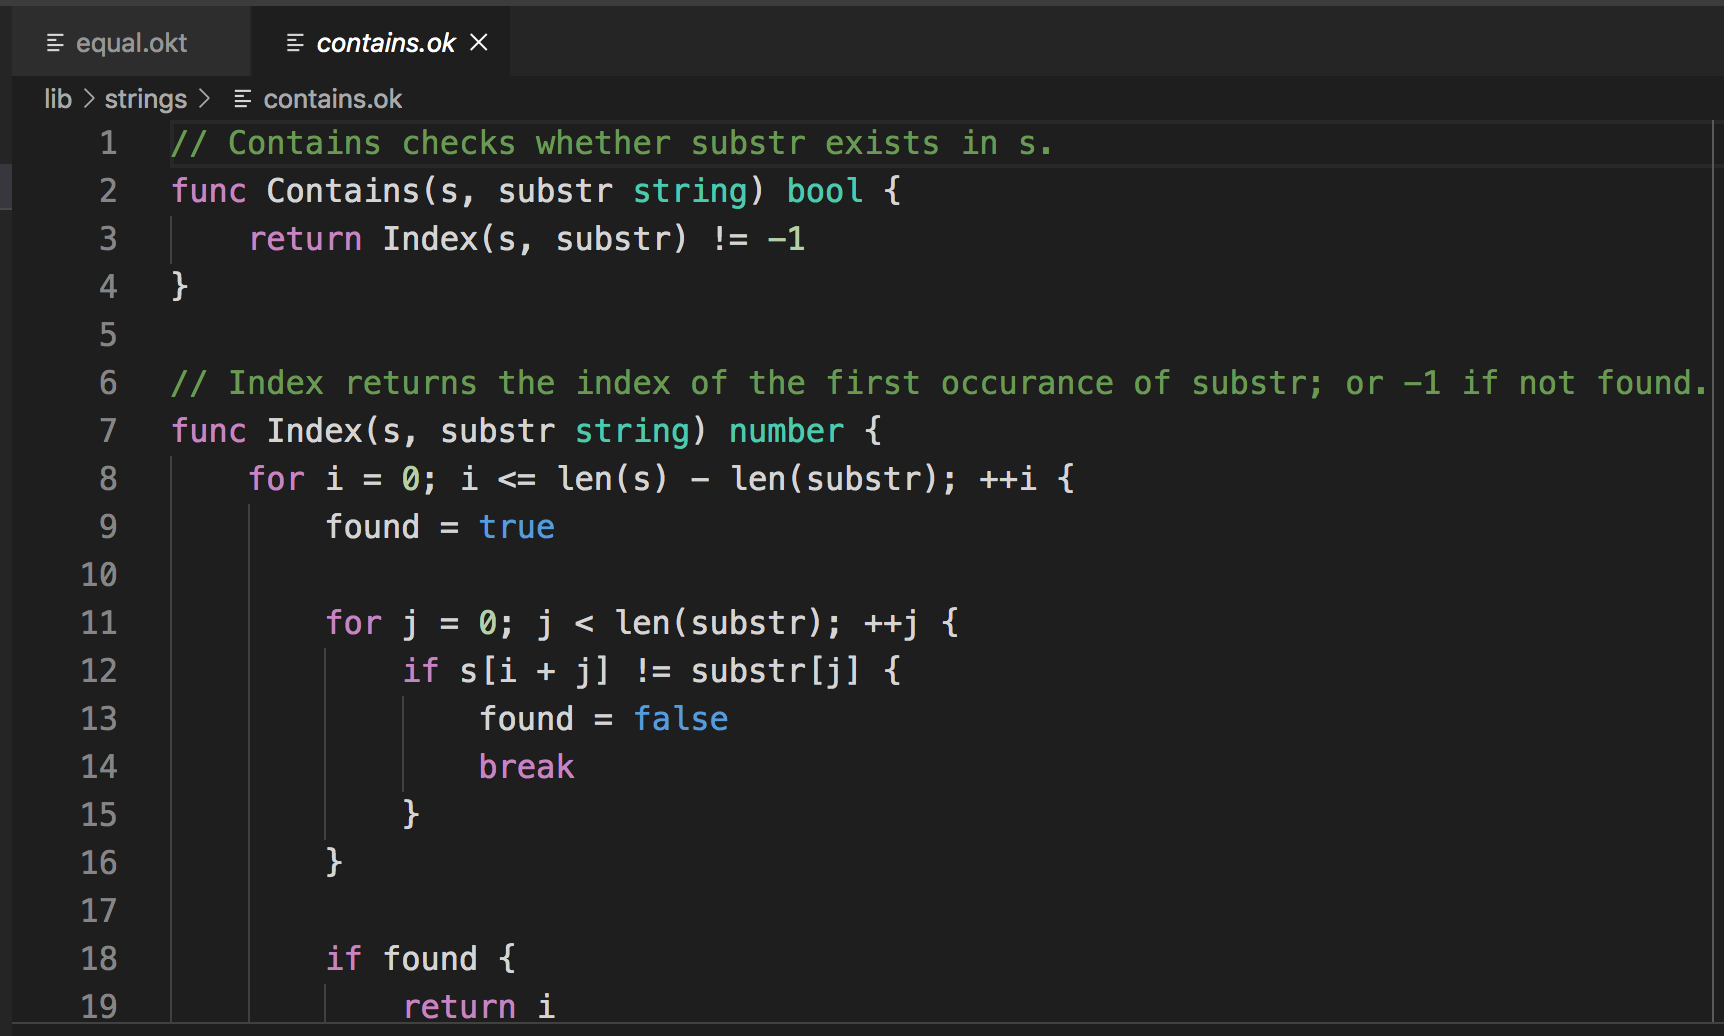 equal.okt contains.ok
lib > strings > contains.ok
1 // Contains checks whether substr exists in s.
2 func Contains(s, substr string) bool {
3     return Index(s, substr) != -1
4 }
5
6 // Index returns the index of the first occurance of substr; or -1 if not found.
7 func Index(s, substr string) number {
8     for i = 0; i <= len(s) - len(substr); ++i {
9         found = true
10
11         for j = 0; j < len(substr); ++j {
12             if s[i + j] != substr[j] {
13                 found = false
14                 break
15             }
16         }
17
18         if found {
19             return i